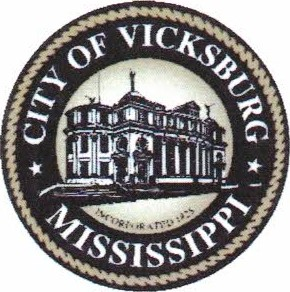 CITY OF VICKSBURG
INCORPORATED 1825
MISSISSIPPI